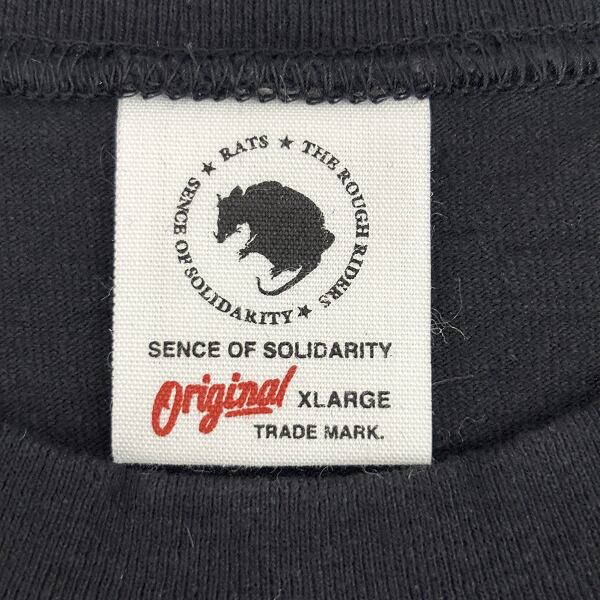 RATS ★ THE ROUGH RIDERS ★ SENCE OF SOLIDARITY ★
SENCE OF SOLIDARITY
Original XLARGE
TRADE MARK.